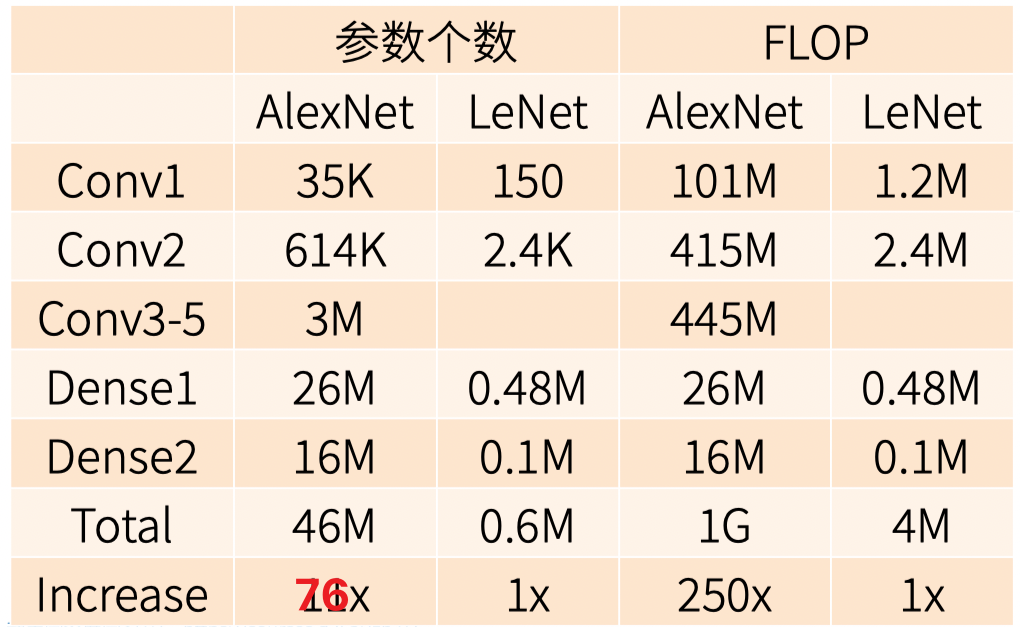 参数个数 FLOP
AlexNet LeNet AlexNet LeNet
Conv1 35K 150 101M 1.2M
Conv2 614K 2.4K 415M 2.4M
Conv3-5 3M 445M
Dense1 26M 0.48M 26M 0.48M
Dense2 16M 0.1M 16M 0.1M
Total 46M 0.6M 1G 4M
Increase 76x 1x 250x 1x